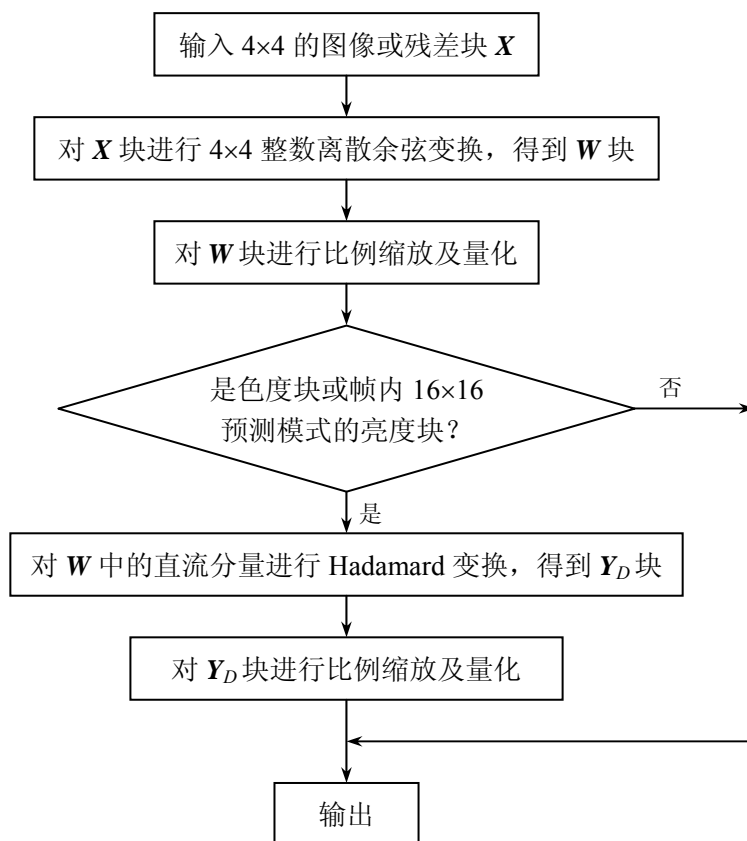 输入 4×4 的图像或残差块 X
对 X 块进行 4×4 整数离散余弦变换，得到 W 块
对 W 块进行比例缩放及量化
是色度块或帧内 16×16
预测模式的亮度块？
否
是
对 W 中的直流分量进行 Hadamard 变换，得到 Y_D 块
对 Y_D 块进行比例缩放及量化
输出